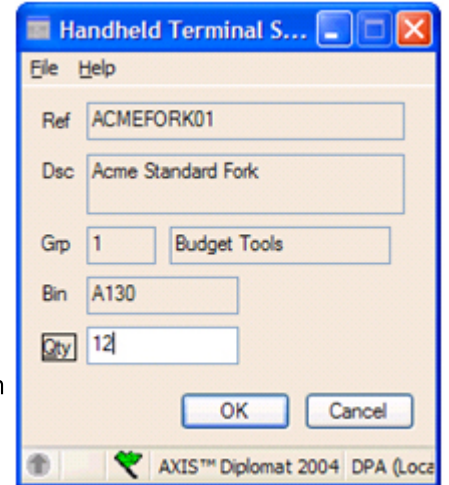 Handheld Terminal S...
File Help
Ref ACMEFORK01
Dsc Acme Standard Fork
Grp 1 Budget Tools
Bin A130
Qty 12
OK Cancel
AXIS™ Diplomat 2004 DPA (Loca